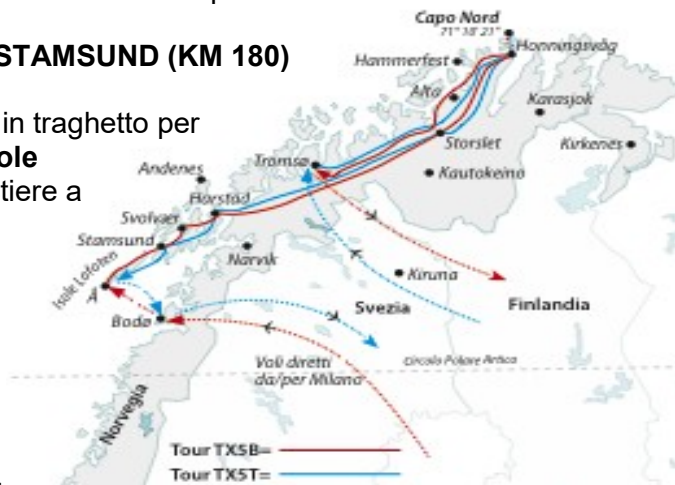 STAMSUND (KM 180)
in traghetto per
ole
tiere a
Capo Nord
71° 10' 21"
Honningsvåg
Hammerfest
Alta
Karasjok
Storslet
Kirkenes
Tromsø
Kautokeino
Andenes
Harstad
Svolvær
Stamsund
Narvik
Isole Lofoten
Å
Kiruna
Svezia
Finlandia
Bodø
Voli diretti
da/per Milano
Circolo Polare Artico
Norvegia
Tour TX5B=
Tour TX5T=